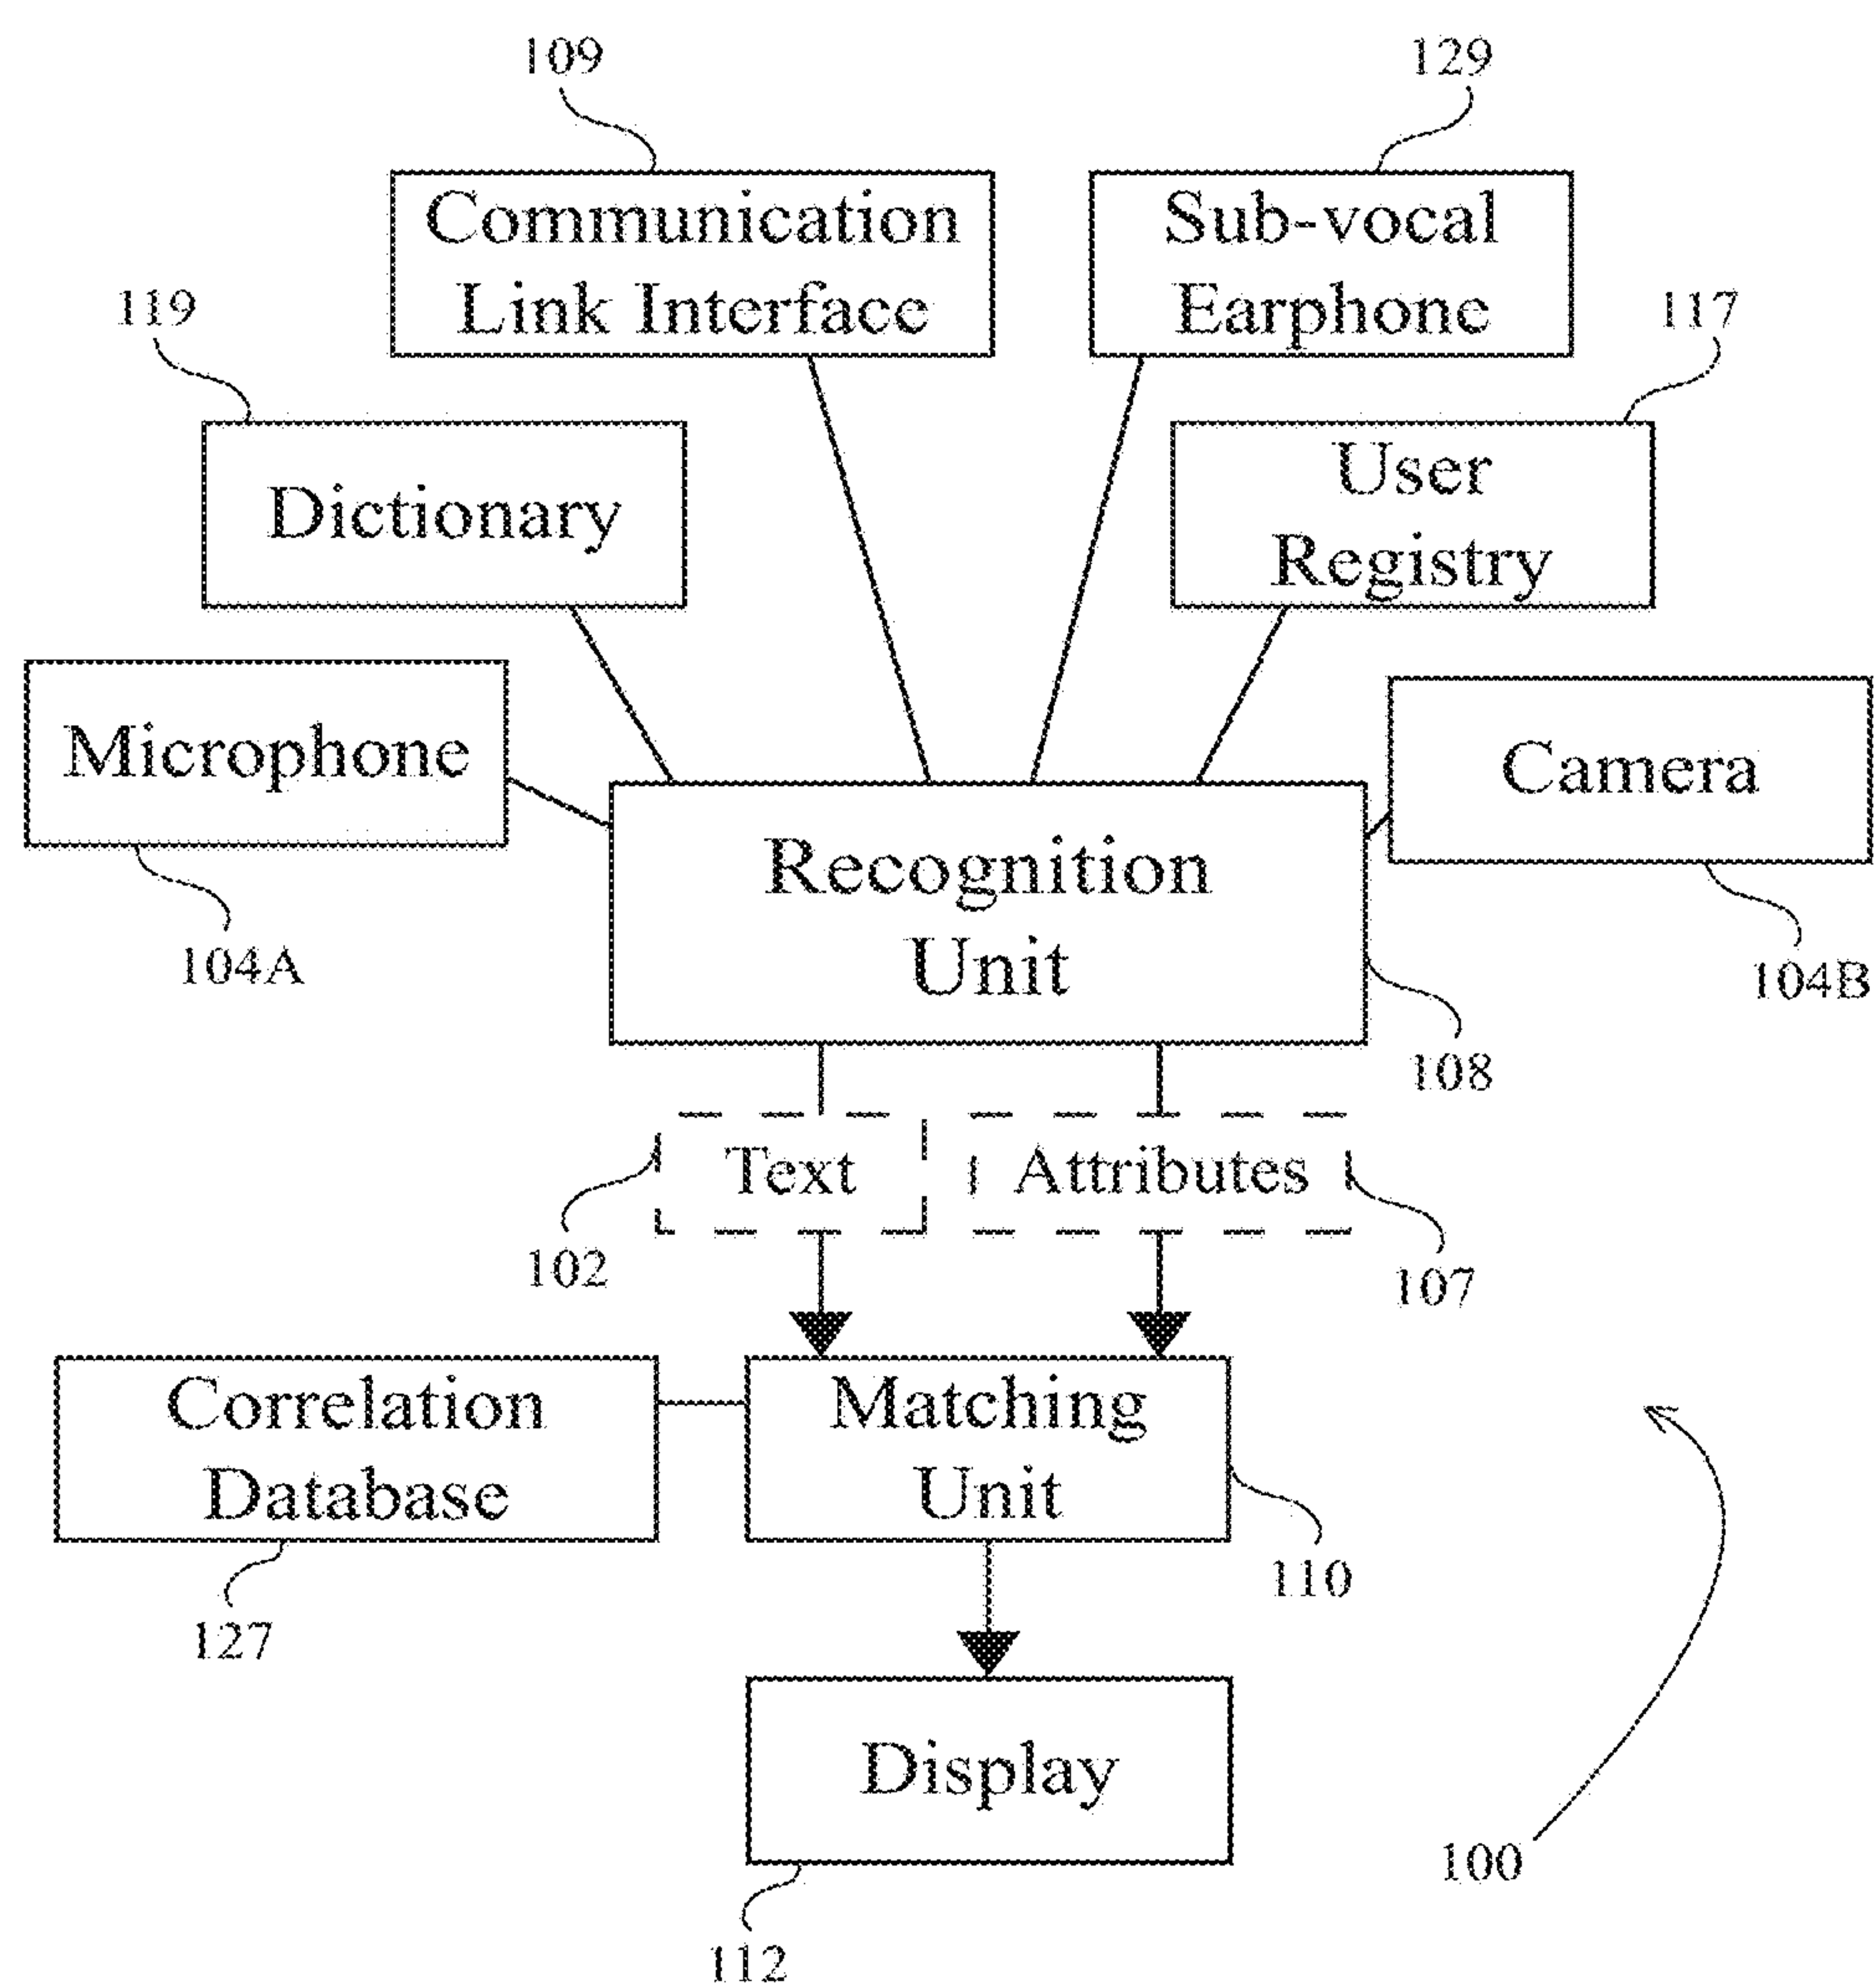 109
129
Communication
Link Interface
Sub-vocal
Earphone
119
117
Dictionary
User
Registry
Microphone
Camera
Recognition
Unit
104A
104B
108
Text
Attributes
102
107
Correlation
Database
Matching
Unit
110
127
Display
100
112